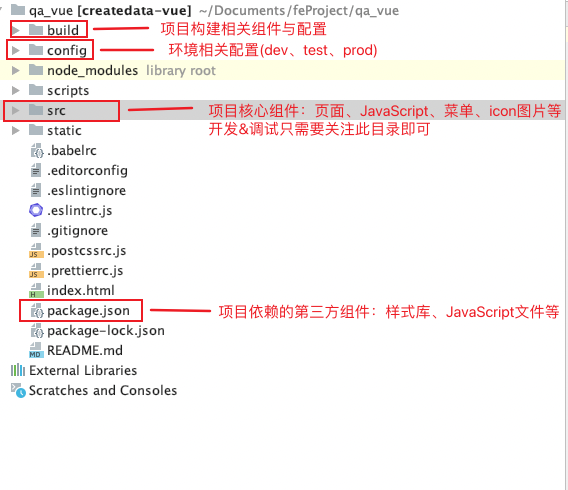 qa_vue [createdata-vue] ~/Documents/feProject/qa_vue
build 项目构建相关组件与配置
config 环境相关配置(dev、test、prod)
node_modules library root
scripts
src 项目核心组件：页面、JavaScript、菜单、icon图片等
static 开发&调试只需要关注此目录即可
.babelrc
.editorconfig
.eslintignore
.eslintrc.js
.gitignore
.postcssrc.js
.prettierrc.js
index.html
package.json 项目依赖的第三方组件：样式库、JavaScript文件等
package-lock.json
README.md
External Libraries
Scratches and Consoles